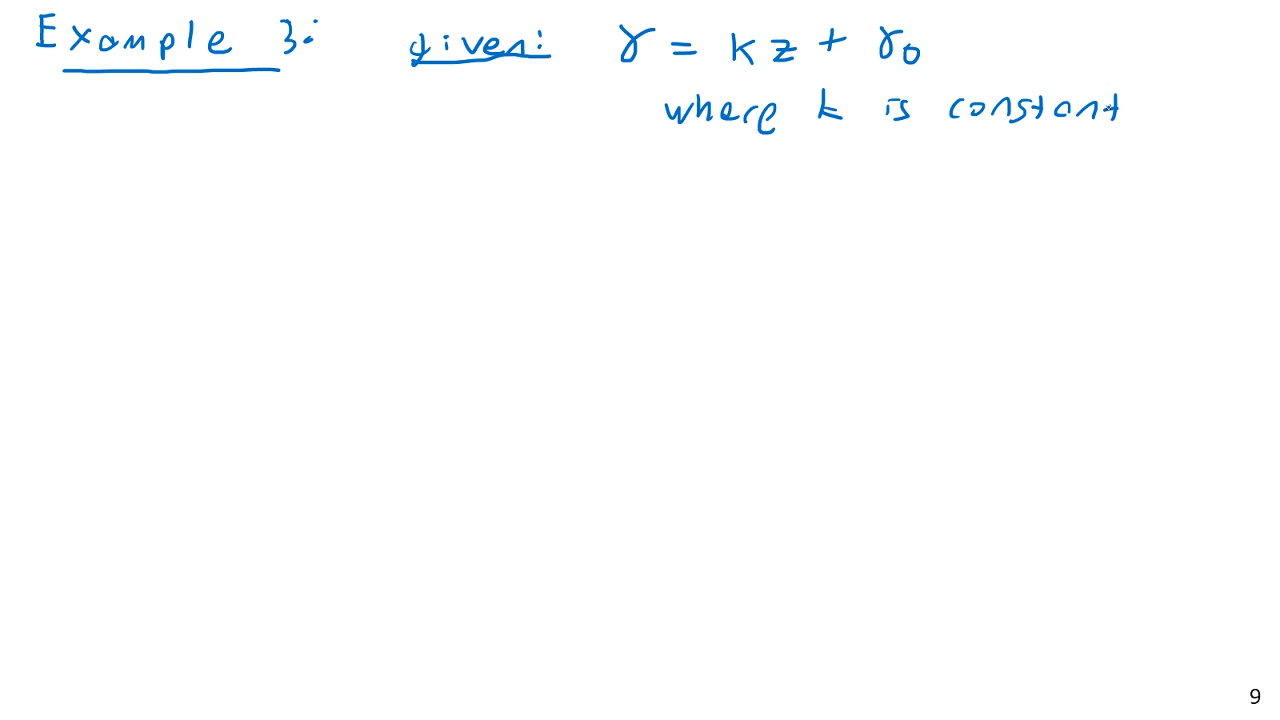 Example 3: given: γ = kz + γ₀
where k is constant
9